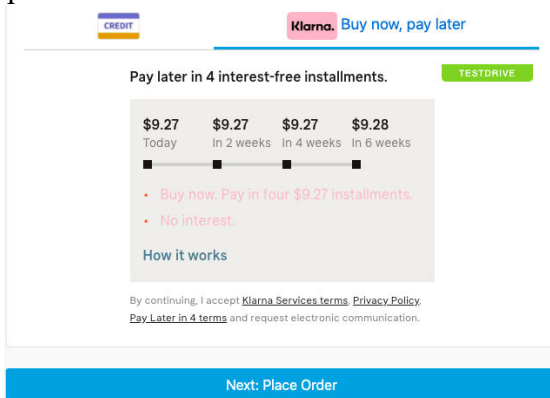 CREDIT
Klarna. Buy now, pay later
Pay later in 4 interest-free installments.
TESTDRIVE
$9.27 $9.27 $9.27 $9.28
Today In 2 weeks In 4 weeks In 6 weeks
• Buy now. Pay in four $9.27 installments.
• No interest.
How it works
By continuing, I accept Klarna Services terms, Privacy Policy,
Pay Later in 4 terms and request electronic communication.
Next: Place Order